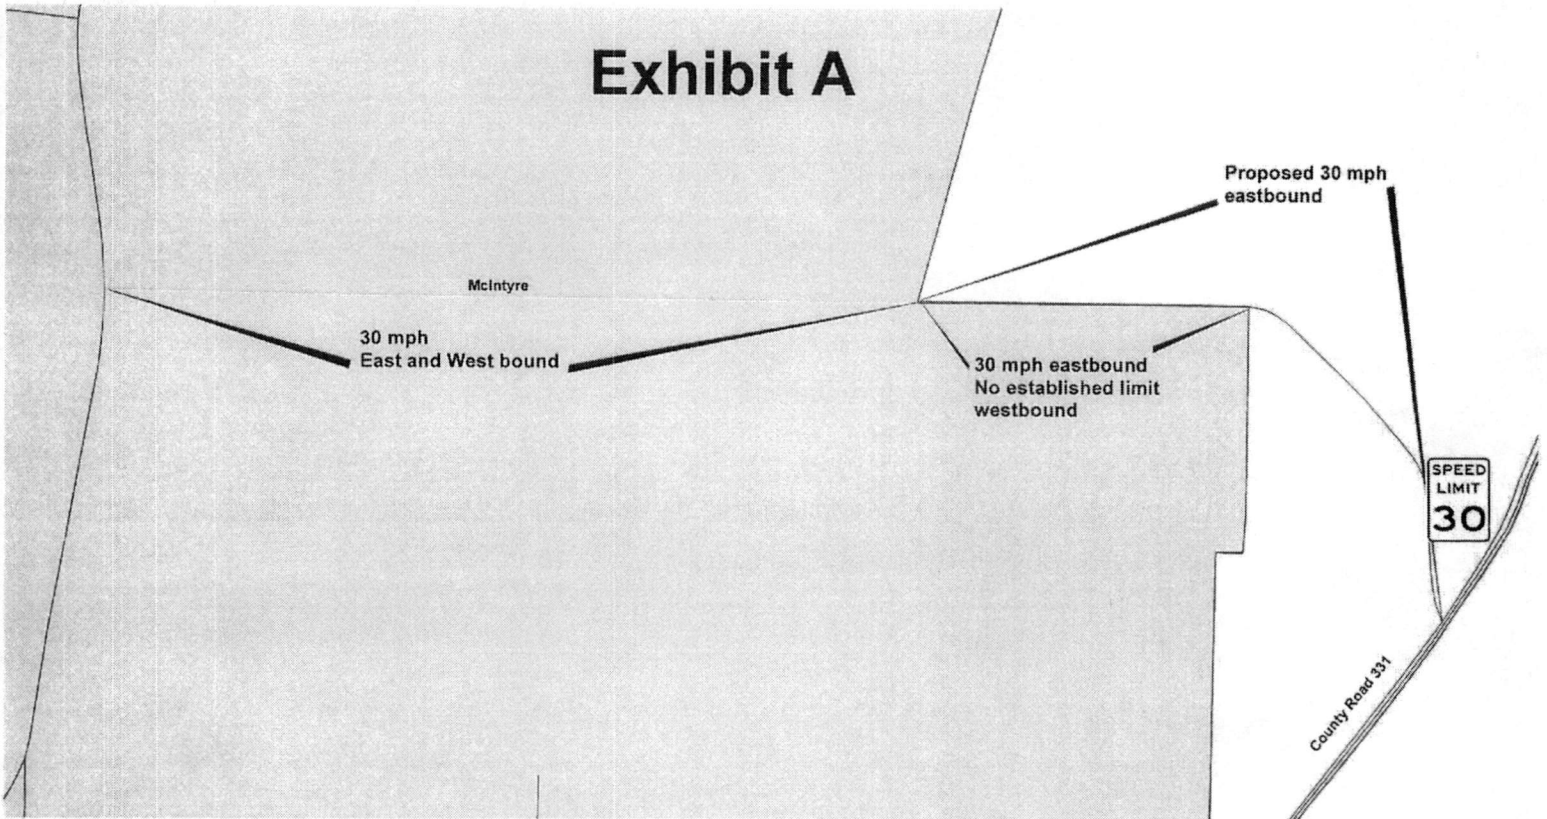 Exhibit A
Proposed 30 mph
eastbound
McIntyre
30 mph
East and West bound
30 mph eastbound
No established limit
westbound
SPEED
LIMIT
30
County Road 331